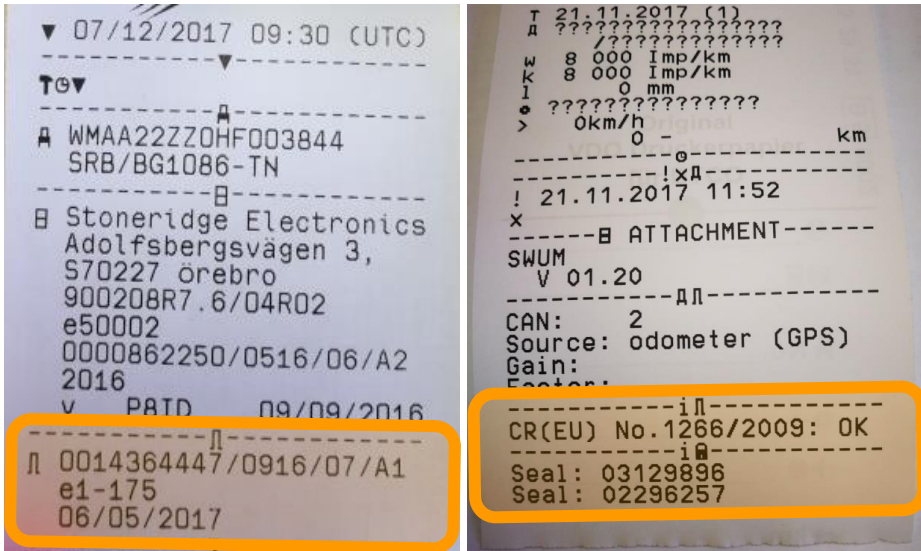 07/12/2017 09:30 (UTC)
WMAA22ZZ0HF003844
SRB/BG1086-TN
Stoneridge Electronics
Adolfsbergsvägen 3,
S70227 örebro
900208R7.6/04R02
e50002
0000862250/0516/06/A2
2016
V P8TD 09/09/2016
0014364447/0916/07/A1
e1-175
06/05/2017
T 21.11.2017 (1)
????????????????
/?????????????
w 8 000 Imp/km
k 8 000 Imp/km
l 0 mm
???????????????
> 0km/h
0 - km
!x
! 21.11.2017 11:52
x
ATTACHMENT
SWUM
V 01.20
CAN: 2
Source: odometer (GPS)
Gain:
Factor:
i
CR(EU) No.1266/2009: OK
i
Seal: 03129896
Seal: 02296257